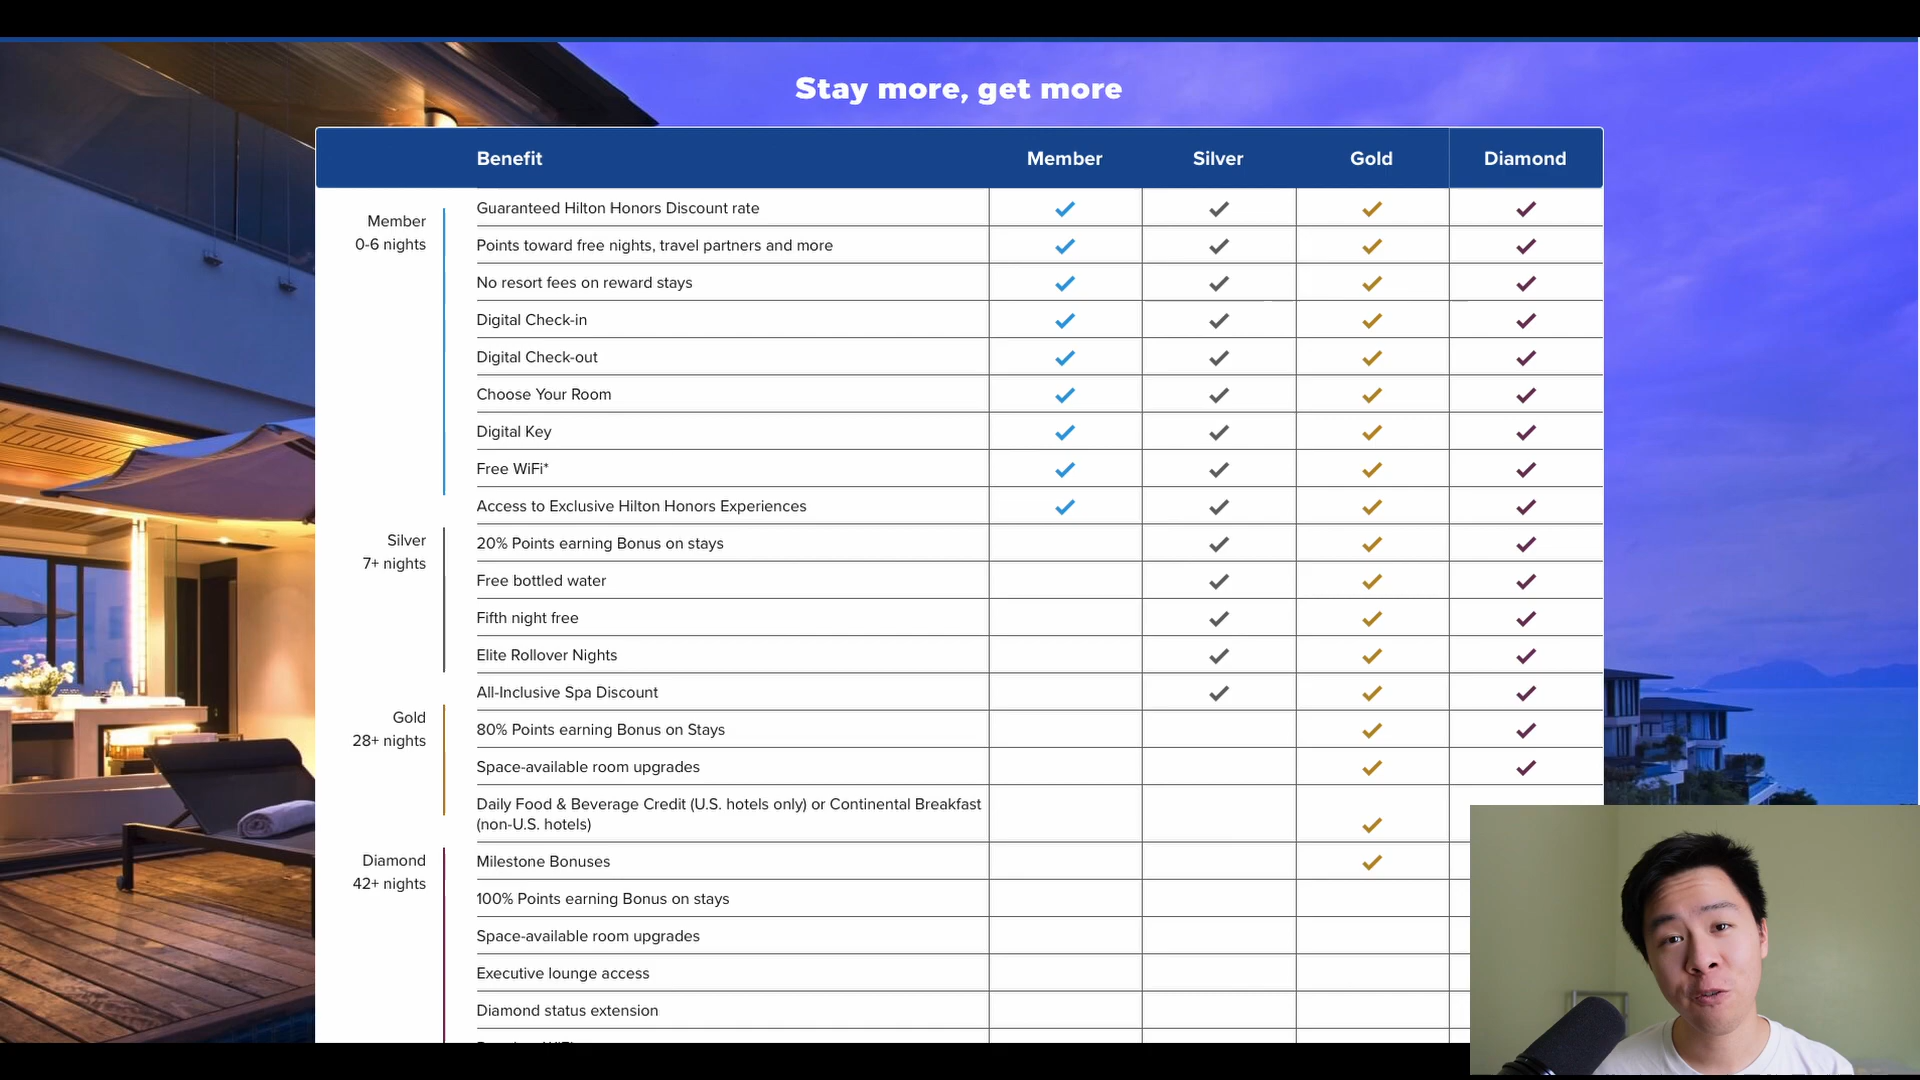 Stay more, get more
Benefit Member Silver Gold Diamond
Member
0-6 nights
Guaranteed Hilton Honors Discount rate
Points toward free nights, travel partners and more
No resort fees on reward stays
Digital Check-in
Digital Check-out
Choose Your Room
Digital Key
Free WiFi*
Access to Exclusive Hilton Honors Experiences
Silver
7+ nights
20% Points earning Bonus on stays
Free bottled water
Fifth night free
Elite Rollover Nights
All-Inclusive Spa Discount
Gold
28+ nights
80% Points earning Bonus on Stays
Space-available room upgrades
Daily Food & Beverage Credit (U.S. hotels only) or Continental Breakfast
(non-U.S. hotels)
Diamond
42+ nights
Milestone Bonuses
100% Points earning Bonus on stays
Space-available room upgrades
Executive lounge access
Diamond status extension